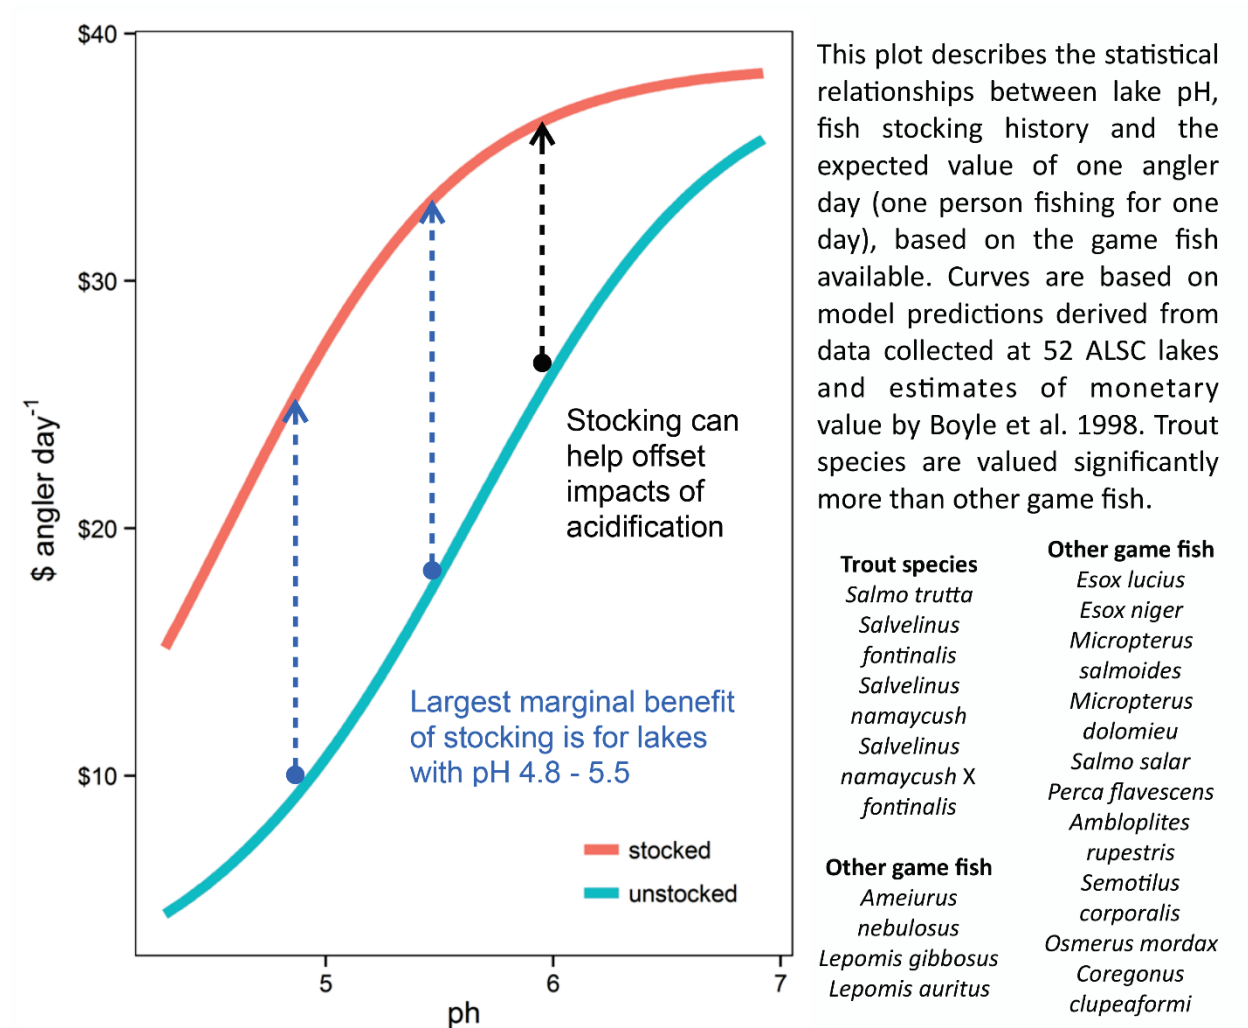 $40
$30
$20
$10
$ angler day-1
5
6
7
ph
Stocking can
help offset
impacts of
acidification
Largest marginal benefit
of stocking is for lakes
with pH 4.8 - 5.5
stocked
unstocked
This plot describes the statistical
relationships between lake pH,
fish stocking history and the
expected value of one angler
day (one person fishing for one
day), based on the game fish
available. Curves are based on
model predictions derived from
data collected at 52 ALSC lakes
and estimates of monetary
value by Boyle et al. 1998. Trout
species are valued significantly
more than other game fish.
Trout species
Salmo trutta
Salvelinus
fontinalis
Salvelinus
namaycush
Salvelinus
namaycush X
fontinalis
Other game fish
Ameiurus
nebulosus
Lepomis gibbosus
Lepomis auritus
Other game fish
Esox lucius
Esox niger
Micropterus
salmoides
Micropterus
dolomieu
Salmo salar
Perca flavescens
Ambloplites
rupestris
Semotilus
corporalis
Osmerus mordax
Coregonus
clupeaformi